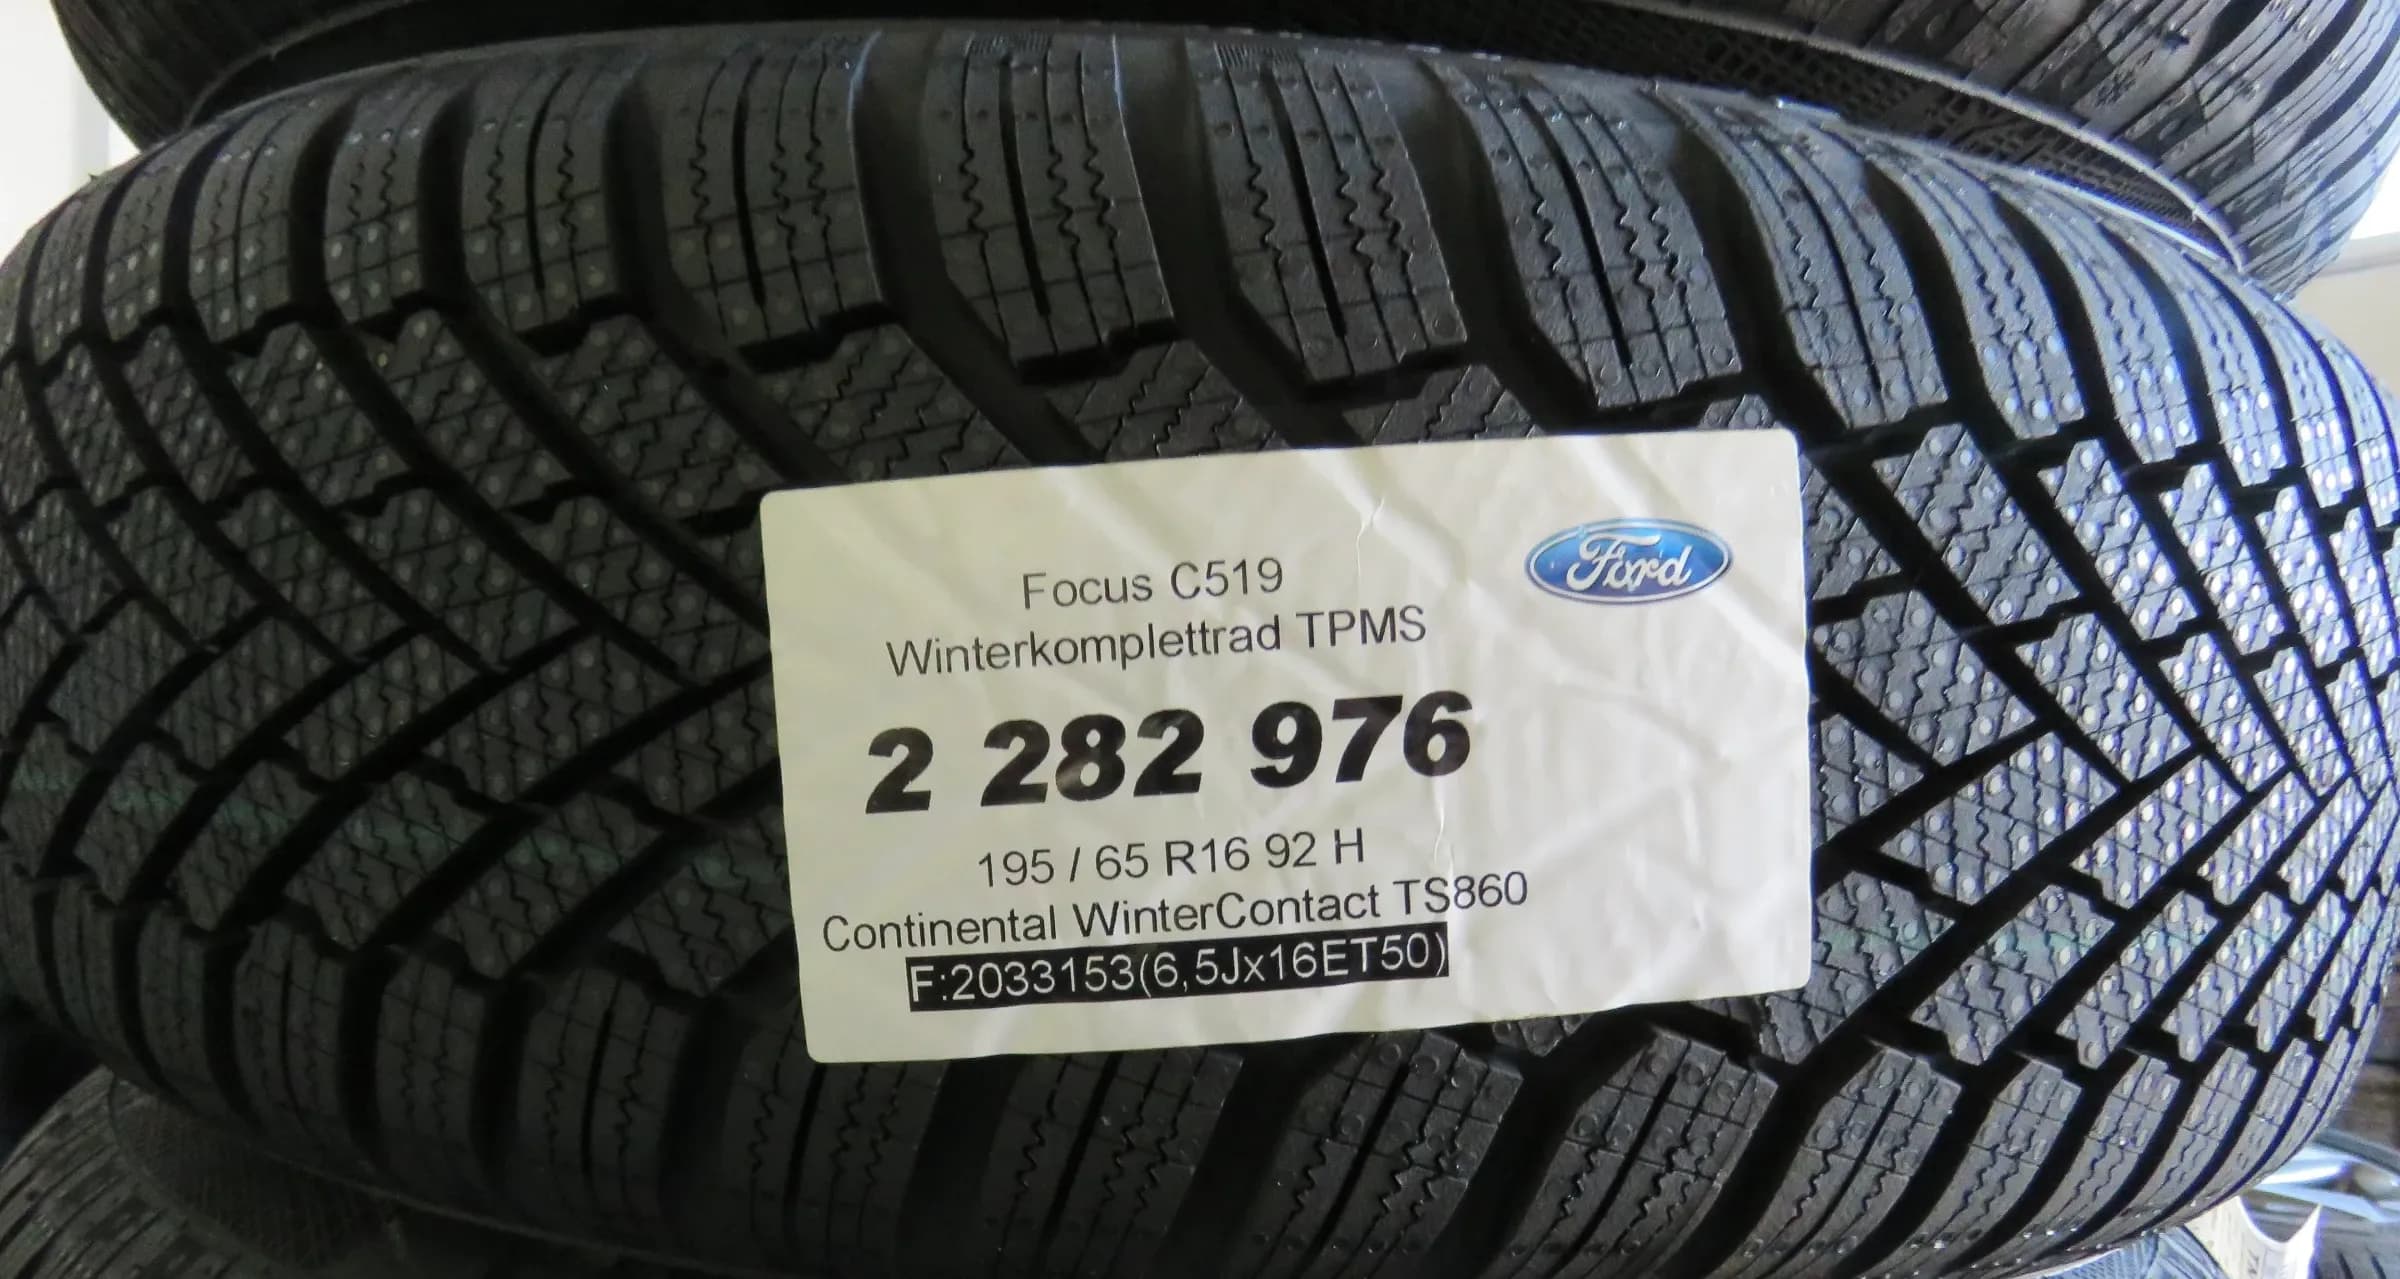 Ford
Focus C519
Winterkomplettrad TPMS
2 282 976
195 / 65 R16 92 H
Continental WinterContact TS860
F:2033153(6,5Jx16ET50)